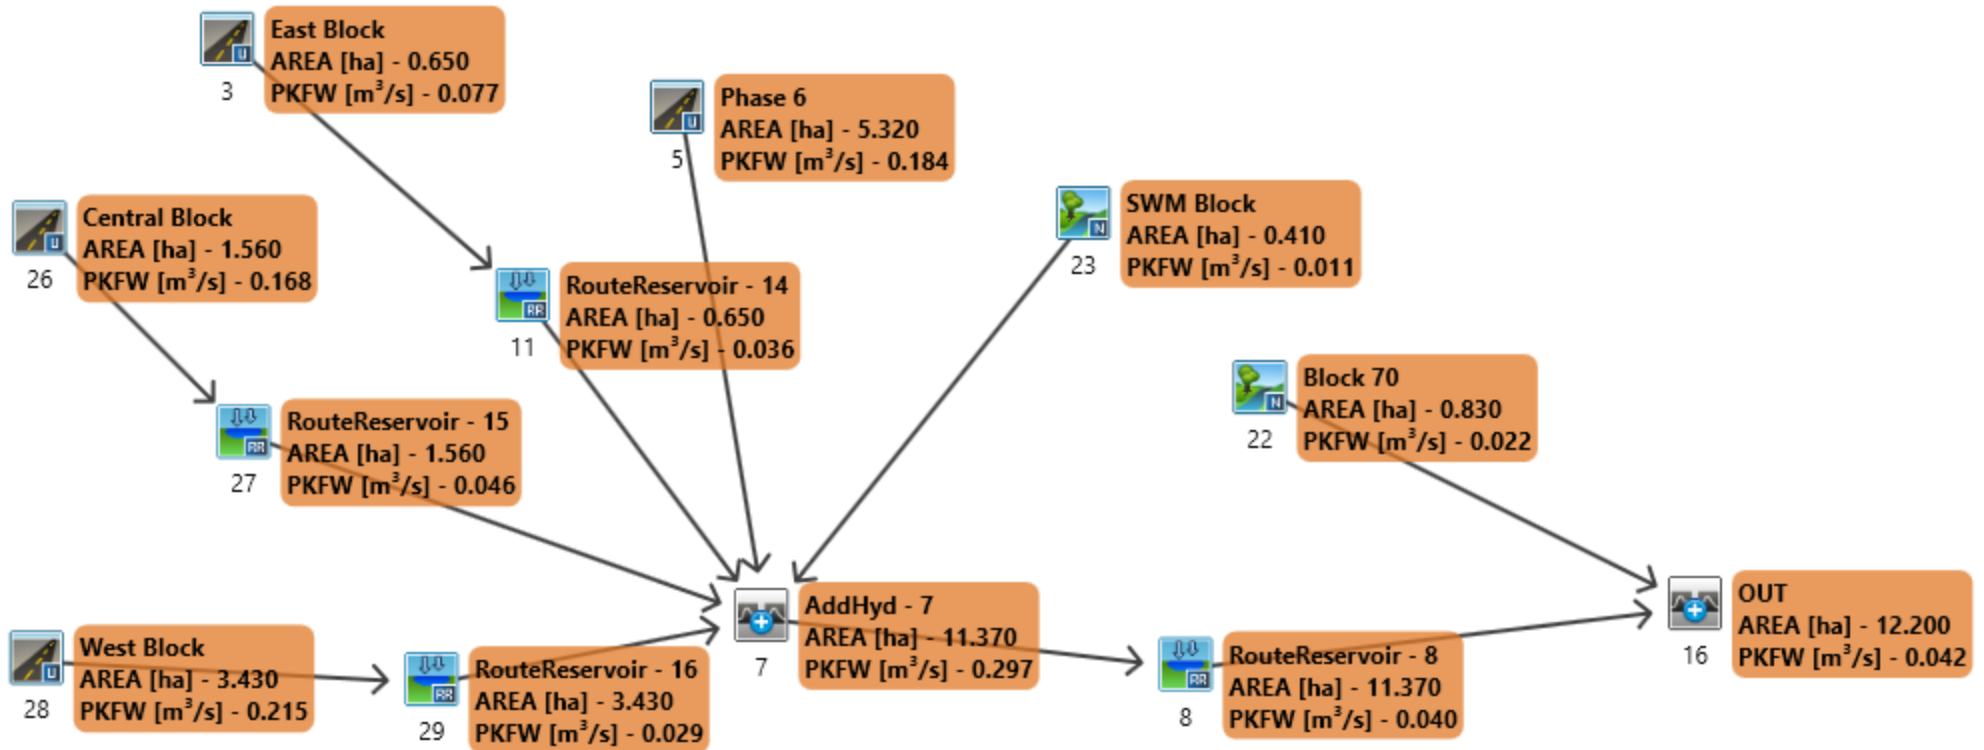 East Block
AREA [ha] - 0.650
PKFW [m³/s] - 0.077
U
3
Phase 6
AREA [ha] - 5.320
PKFW [m³/s] - 0.184
U
5
Central Block
AREA [ha] - 1.560
PKFW [m³/s] - 0.168
U
26
SWM Block
AREA [ha] - 0.410
PKFW [m³/s] - 0.011
N
23
RouteReservoir - 14
AREA [ha] - 0.650
PKFW [m³/s] - 0.036
RR
11
Block 70
AREA [ha] - 0.830
PKFW [m³/s] - 0.022
N
22
RouteReservoir - 15
AREA [ha] - 1.560
PKFW [m³/s] - 0.046
RR
27
AddHyd - 7
AREA [ha] - 11.370
PKFW [m³/s] - 0.297
7
OUT
AREA [ha] - 12.200
PKFW [m³/s] - 0.042
16
West Block
AREA [ha] - 3.430
PKFW [m³/s] - 0.215
U
28
RouteReservoir - 16
AREA [ha] - 3.430
PKFW [m³/s] - 0.029
RR
29
RouteReservoir - 8
AREA [ha] - 11.370
PKFW [m³/s] - 0.040
RR
8